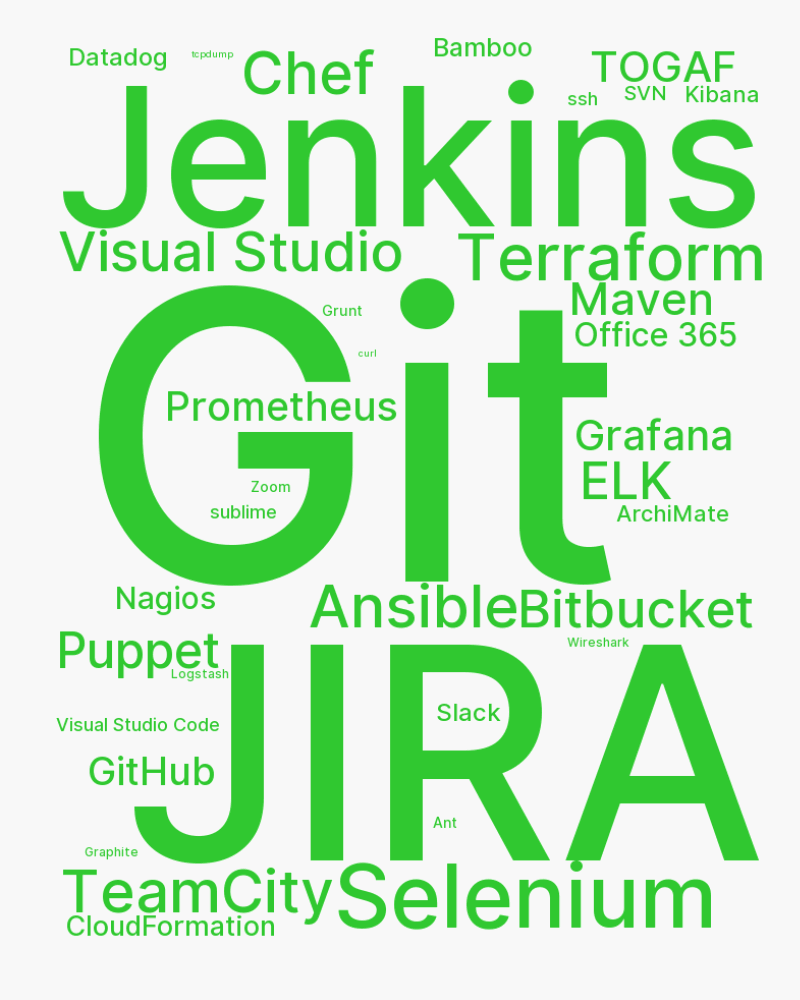 Datadog
tcpdump
Chef
Bamboo
TOGAF
ssh
SVN
Kibana
Jenkins
Visual Studio
Terraform
Maven
Office 365
Grunt
curl
Git
Prometheus
Grafana
ELK
ArchiMate
Zoom
sublime
Nagios
Ansible
Bitbucket
Puppet
Wireshark
Logstash
JIRA
Slack
Visual Studio Code
GitHub
Ant
Graphite
TeamCity
Selenium
CloudFormation